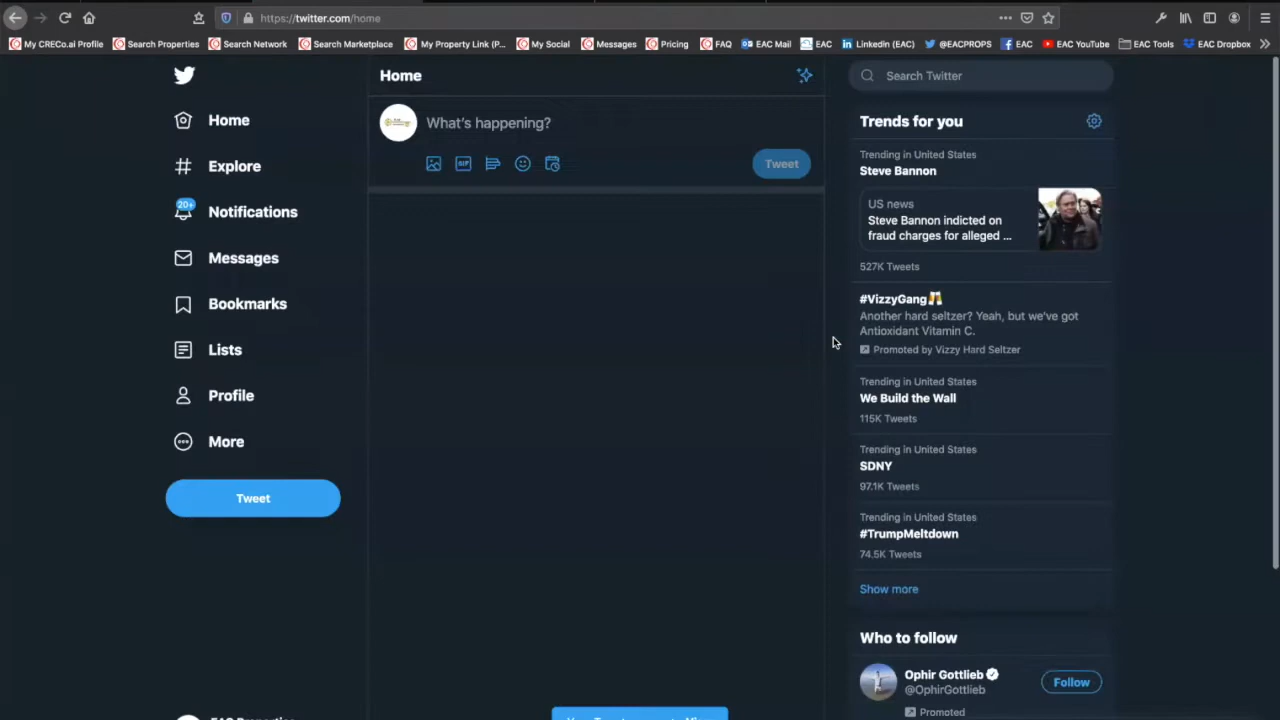 https://twitter.com/home
My CRECo.ai Profile
Search Properties
Search Network
Search Marketplace
My Property Link (P...
My Social
Messages
Pricing
FAQ
EAC Mail
EAC
Linkedin (EAC)
@EACPROPS
EAC
EAC YouTube
EAC Tools
EAC Dropbox
Home
Explore
20+
Notifications
Messages
Bookmarks
Lists
Profile
More
Tweet
Home
What's happening?
GIF
Tweet
Search Twitter
Trends for you
Trending in United States
Steve Bannon
US news
Steve Bannon indicted on
fraud charges for alleged ...
527K Tweets
#VizzyGang
Another hard seltzer? Yeah, but we've got
Antioxidant Vitamin C.
Promoted by Vizzy Hard Seltzer
Trending in United States
We Build the Wall
115K Tweets
Trending in United States
SDNY
97.1K Tweets
Trending in United States
#TrumpMeltdown
74.5K Tweets
Show more
Who to follow
Ophir Gottlieb
@OphirGottlieb
Follow
Promoted